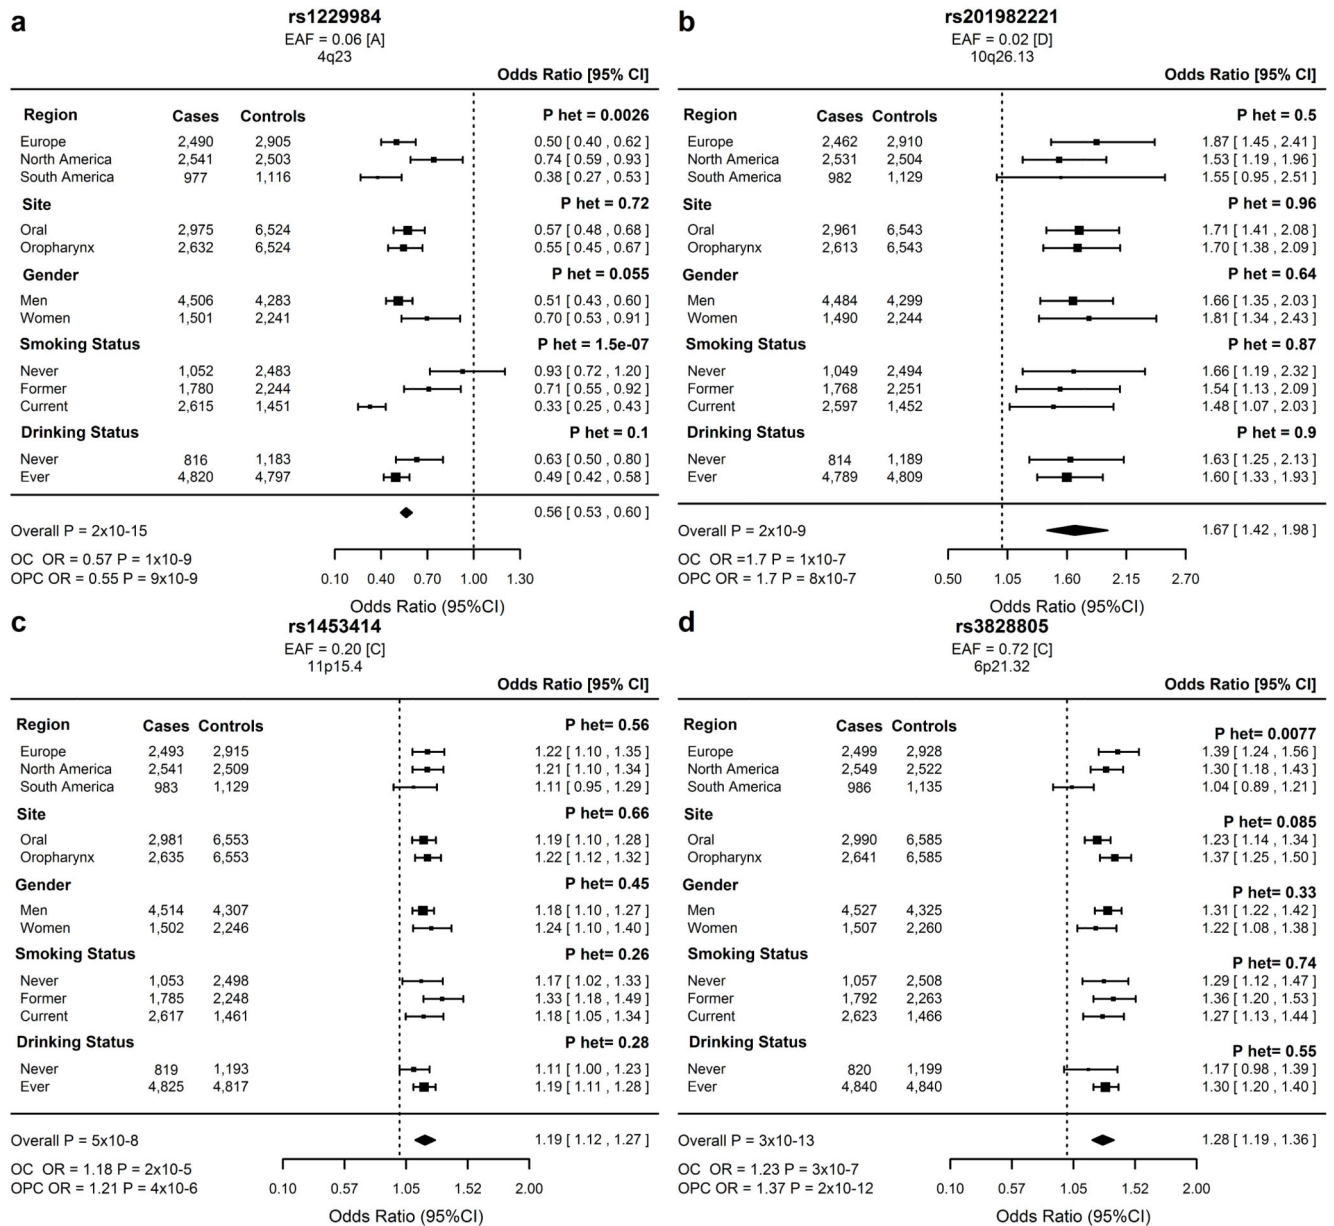 a
rs1229984
EAF = 0.06 [A]
4q23
Odds Ratio [95% CI]
Region Cases Controls P het = 0.0026
Europe 2,490 2,905 0.50 [ 0.40 , 0.62 ]
North America 2,541 2,503 0.74 [ 0.59 , 0.93 ]
South America 977 1,116 0.38 [ 0.27 , 0.53 ]
Site P het = 0.72
Oral 2,975 6,524 0.57 [ 0.48 , 0.68 ]
Oropharynx 2,632 6,524 0.55 [ 0.45 , 0.67 ]
Gender P het = 0.055
Men 4,506 4,283 0.51 [ 0.43 , 0.60 ]
Women 1,501 2,241 0.70 [ 0.53 , 0.91 ]
Smoking Status P het = 1.5e-07
Never 1,052 2,483 0.93 [ 0.72 , 1.20 ]
Former 1,780 2,244 0.71 [ 0.55 , 0.92 ]
Current 2,615 1,451 0.33 [ 0.25 , 0.43 ]
Drinking Status P het = 0.1
Never 816 1,183 0.63 [ 0.50 , 0.80 ]
Ever 4,820 4,797 0.49 [ 0.42 , 0.58 ]
0.56 [ 0.53 , 0.60 ]
Overall P = 2x10-15
OC OR = 0.57 P = 1x10-9
OPC OR = 0.55 P = 9x10-9
0.10 0.40 0.70 1.00 1.30
Odds Ratio (95%CI)
b
rs201982221
EAF = 0.02 [D]
10q26.13
Odds Ratio [95% CI]
Region Cases Controls P het = 0.5
Europe 2,462 2,910 1.87 [ 1.45 , 2.41 ]
North America 2,531 2,504 1.53 [ 1.19 , 1.96 ]
South America 982 1,129 1.55 [ 0.95 , 2.51 ]
Site P het = 0.96
Oral 2,961 6,543 1.71 [ 1.41 , 2.08 ]
Oropharynx 2,613 6,543 1.70 [ 1.38 , 2.09 ]
Gender P het = 0.64
Men 4,484 4,299 1.66 [ 1.35 , 2.03 ]
Women 1,490 2,244 1.81 [ 1.34 , 2.43 ]
Smoking Status P het = 0.87
Never 1,049 2,494 1.66 [ 1.19 , 2.32 ]
Former 1,768 2,251 1.54 [ 1.13 , 2.09 ]
Current 2,597 1,452 1.48 [ 1.07 , 2.03 ]
Drinking Status P het = 0.9
Never 814 1,189 1.63 [ 1.25 , 2.13 ]
Ever 4,789 4,809 1.60 [ 1.33 , 1.93 ]
Overall P = 2x10-9 1.67 [ 1.42 , 1.98 ]
OC OR =1.7 P = 1x10-7
OPC OR = 1.7 P = 8x10-7
0.50 1.05 1.60 2.15 2.70
Odds Ratio (95%CI)
c
rs1453414
EAF = 0.20 [C]
11p15.4
Odds Ratio [95% CI]
Region Cases Controls P het= 0.56
Europe 2,493 2,915 1.22 [ 1.10 , 1.35 ]
North America 2,541 2,509 1.21 [ 1.10 , 1.34 ]
South America 983 1,129 1.11 [ 0.95 , 1.29 ]
Site P het= 0.66
Oral 2,981 6,553 1.19 [ 1.10 , 1.28 ]
Oropharynx 2,635 6,553 1.22 [ 1.12 , 1.32 ]
Gender P het= 0.45
Men 4,514 4,307 1.18 [ 1.10 , 1.27 ]
Women 1,502 2,246 1.24 [ 1.10 , 1.40 ]
Smoking Status P het= 0.26
Never 1,053 2,498 1.17 [ 1.02 , 1.33 ]
Former 1,785 2,248 1.33 [ 1.18 , 1.49 ]
Current 2,617 1,461 1.18 [ 1.05 , 1.34 ]
Drinking Status P het= 0.28
Never 819 1,193 1.11 [ 1.00 , 1.23 ]
Ever 4,825 4,817 1.19 [ 1.11 , 1.28 ]
Overall P = 5x10-8 1.19 [ 1.12 , 1.27 ]
OC OR = 1.18 P = 2x10-5
OPC OR = 1.21 P = 4x10-6
0.10 0.57 1.05 1.52 2.00
Odds Ratio (95%CI)
d
rs3828805
EAF = 0.72 [C]
6p21.32
Odds Ratio [95% CI]
Region Cases Controls P het= 0.0077
Europe 2,499 2,928 1.39 [ 1.24 , 1.56 ]
North America 2,549 2,522 1.30 [ 1.18 , 1.43 ]
South America 986 1,135 1.04 [ 0.89 , 1.21 ]
Site P het= 0.085
Oral 2,990 6,585 1.23 [ 1.14 , 1.34 ]
Oropharynx 2,641 6,585 1.37 [ 1.25 , 1.50 ]
Gender P het= 0.33
Men 4,527 4,325 1.31 [ 1.22 , 1.42 ]
Women 1,507 2,260 1.22 [ 1.08 , 1.38 ]
Smoking Status P het= 0.74
Never 1,057 2,508 1.29 [ 1.12 , 1.47 ]
Former 1,792 2,263 1.36 [ 1.20 , 1.53 ]
Current 2,623 1,466 1.27 [ 1.13 , 1.44 ]
Drinking Status P het= 0.55
Never 820 1,199 1.17 [ 0.98 , 1.39 ]
Ever 4,840 4,840 1.30 [ 1.20 , 1.40 ]
Overall P = 3x10-13 1.28 [ 1.19 , 1.36 ]
OC OR = 1.23 P = 3x10-7
OPC OR = 1.37 P = 2x10-12
0.10 0.57 1.05 1.52 2.00
Odds Ratio (95%CI)